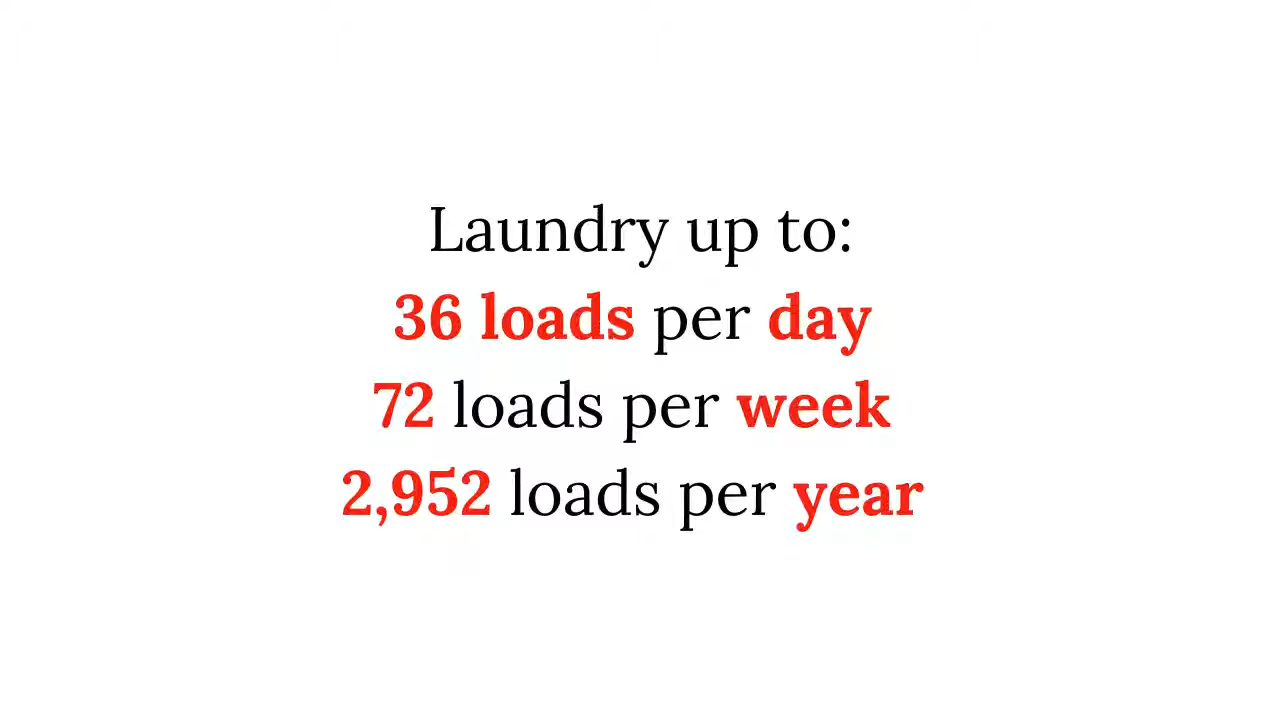 Laundry up to:
36 loads per day
72 loads per week
2,952 loads per year